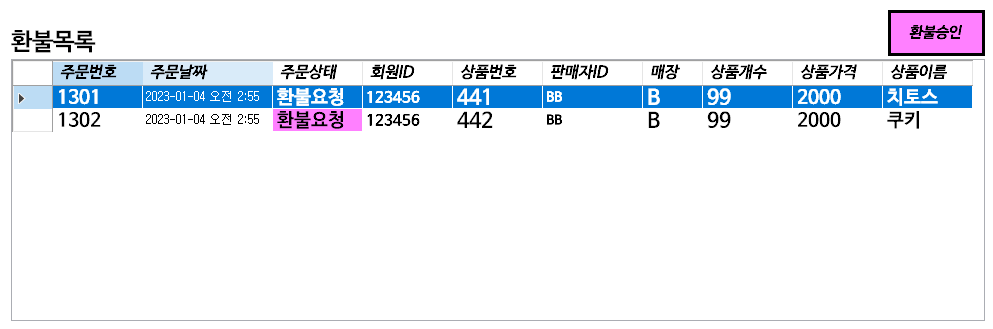 환불승인
환불목록
주문번호 주문날짜 주문상태 회원ID 상품번호 판매자ID 매장 상품개수 상품가격 상품이름
1301 2023-01-04 오전 2:55 환불요청 123456 441 BB B 99 2000 치토스
1302 2023-01-04 오전 2:55 환불요청 123456 442 BB B 99 2000 쿠키